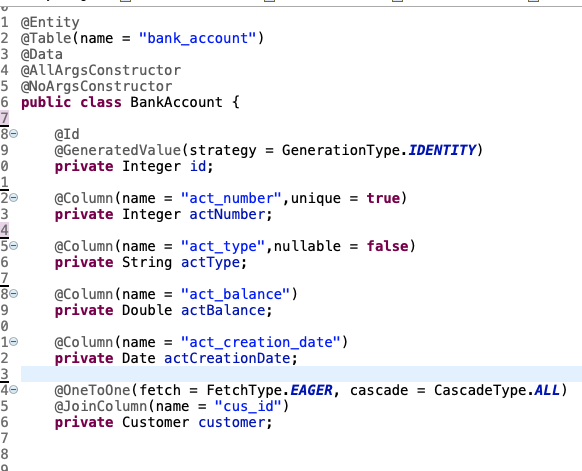 1 @Entity
2 @Table(name = "bank_account")
3 @Data
4 @AllArgsConstructor
5 @NoArgsConstructor
6 public class BankAccount {
7
8 @Id
9 @GeneratedValue(strategy = GenerationType.IDENTITY)
0 private Integer id;
1
2 @Column(name = "act_number",unique = true)
3 private Integer actNumber;
4
5 @Column(name = "act_type",nullable = false)
6 private String actType;
7
8 @Column(name = "act_balance")
9 private Double actBalance;
0
1 @Column(name = "act_creation_date")
2 private Date actCreationDate;
3
4 @OneToOne(fetch = FetchType.EAGER, cascade = CascadeType.ALL)
5 @JoinColumn(name = "cus_id")
6 private Customer customer;
7
8